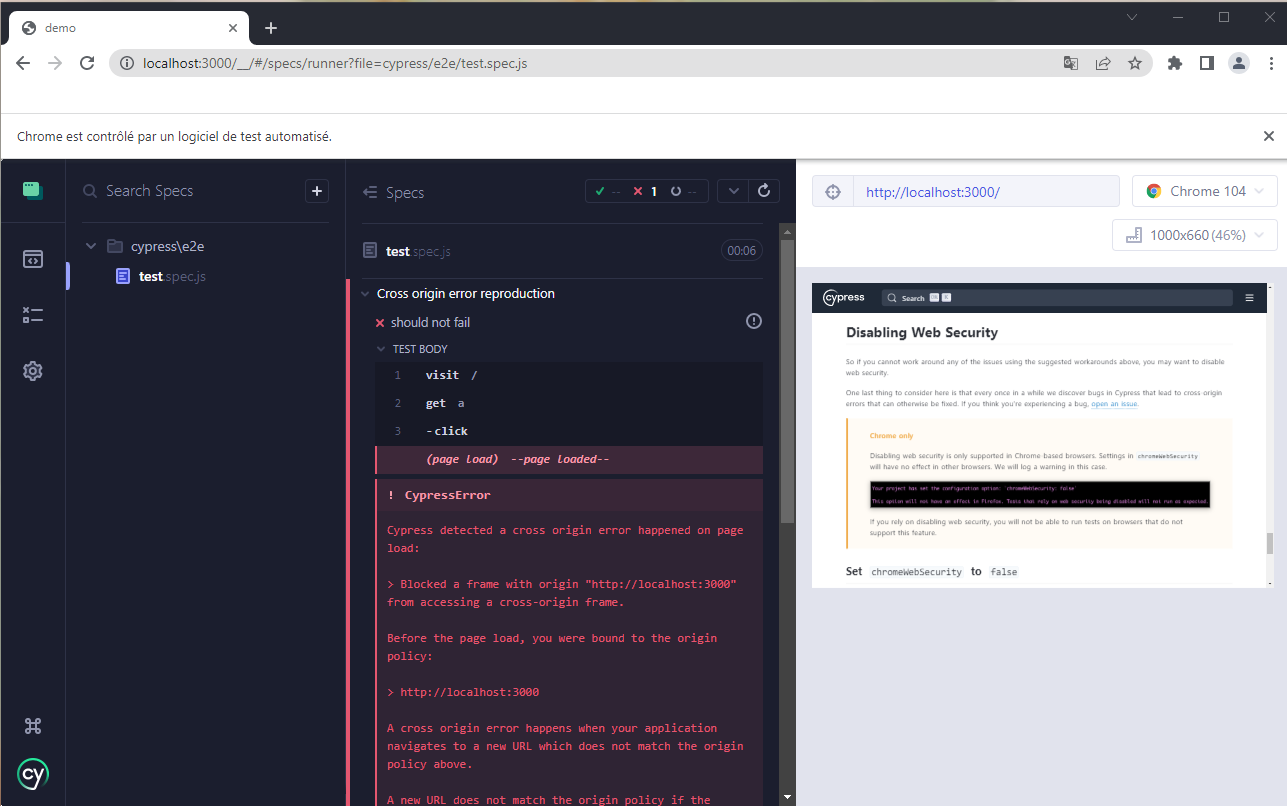 demo
localhost:3000/__/#/specs/runner?file=cypress/e2e/test.spec.js
Chrome est contrôlé par un logiciel de test automatisé.
Search Specs
cypress\e2e
test.spec.js
Specs
-- 1 --
test.spec.js 00:06
Cross origin error reproduction
should not fail
TEST BODY
1 visit /
2 get a
3 -click
(page load) --page loaded--
! CypressError
Cypress detected a cross origin error happened on page
load:
> Blocked a frame with origin "http://localhost:3000"
from accessing a cross-origin frame.
Before the page load, you were bound to the origin
policy:
> http://localhost:3000
A cross origin error happens when your application
navigates to a new URL which does not match the origin
policy above.
A new URL does not match the origin policy if the
cy
http://localhost:3000/
Chrome 104
1000x660 (46%)
cypress
Search K
Disabling Web Security
So if you cannot work around any of the issues using the suggested workarounds above, you may want to disable
web security.
One last thing to consider here is that every once in a while we discover bugs in Cypress that lead to cross-origin
errors that can otherwise be fixed. If you think you're experiencing a bug, open an issue.
Chrome only
Disabling web security is only supported in Chrome-based browsers. Settings in chromeWebSecurity
will have no effect in other browsers. We will log a warning in this case.
Your project has set the configuration option: `chromeWebSecurity: false`
This option will not have an effect in Firefox. Tests that rely on web security being disabled will not run as expected.
If you rely on disabling web security, you will not be able to run tests on browsers that do not
support this feature.
Set chromeWebSecurity to false